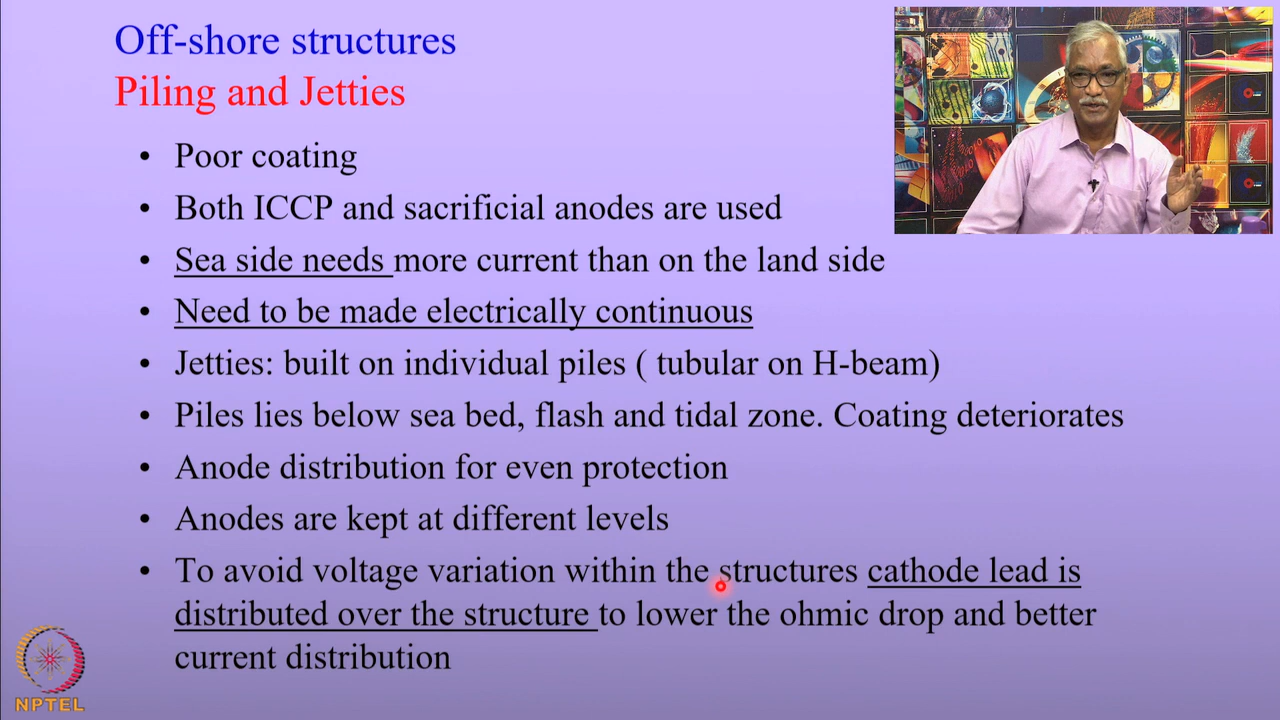 Off-shore structures
Piling and Jetties
• Poor coating
• Both ICCP and sacrificial anodes are used
• Sea side needs more current than on the land side
• Need to be made electrically continuous
• Jetties: built on individual piles ( tubular on H-beam)
• Piles lies below sea bed, flash and tidal zone. Coating deteriorates
• Anode distribution for even protection
• Anodes are kept at different levels
• To avoid voltage variation within the structures cathode lead is
distributed over the structure to lower the ohmic drop and better
current distribution
NPTEL